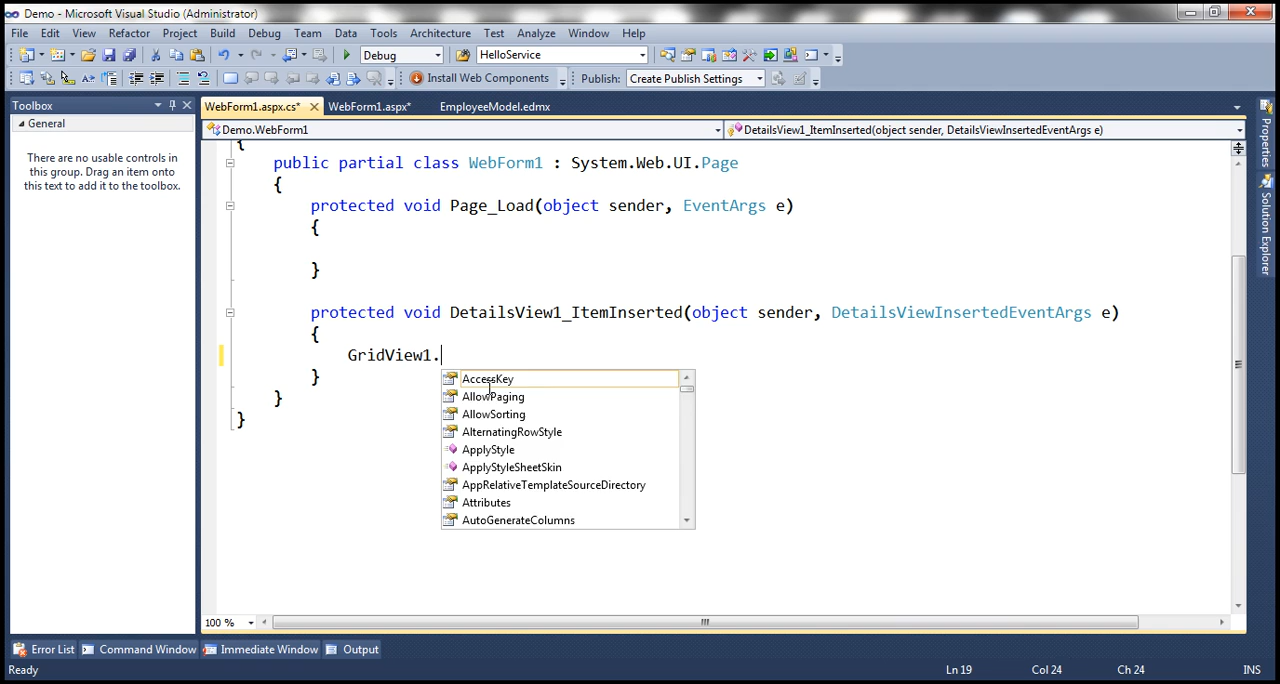 Demo - Microsoft Visual Studio (Administrator)
File Edit View Refactor Project Build Debug Team Data Tools Architecture Test Analyze Window Help
Debug HelloService
Install Web Components Publish: Create Publish Settings
Toolbox
General
There are no usable controls in
this group. Drag an item onto
this text to add it to the toolbox.
WebForm1.aspx.cs* WebForm1.aspx* EmployeeModel.edmx
Demo.WebForm1 DetailsView1_ItemInserted(object sender, DetailsViewInsertedEventArgs e)
{
public partial class WebForm1 : System.Web.UI.Page
{
protected void Page_Load(object sender, EventArgs e)
{
}
protected void DetailsView1_ItemInserted(object sender, DetailsViewInsertedEventArgs e)
{
GridView1.
}
}
}
AccessKey
AllowPaging
AllowSorting
AlternatingRowStyle
ApplyStyle
ApplyStyleSheetSkin
AppRelativeTemplateSourceDirectory
Attributes
AutoGenerateColumns
Properties
Solution Explorer
100 %
Error List Command Window Immediate Window Output
Ready Ln 19 Col 24 Ch 24 INS